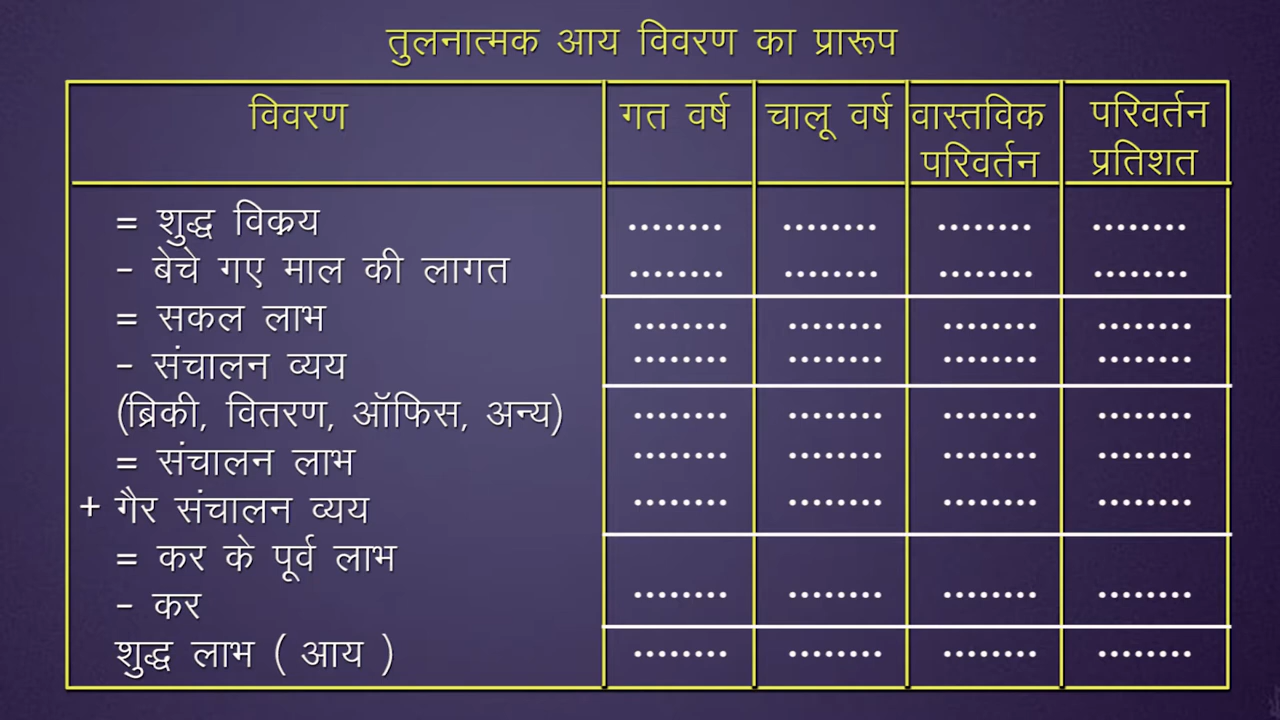 तुलनात्मक आय विवरण का प्रारूप
विवरण गत वर्ष चालू वर्ष वास्तविक परिवर्तन परिवर्तन प्रतिशत
= शुद्ध विक्रय ........ ........ ........ ........
– बेचे गए माल की लागत ........ ........ ........ ........
= सकल लाभ ........ ........ ........ ........
– संचालन व्यय ........ ........ ........ ........
(ब्रिकी, वितरण, ऑफिस, अन्य) ........ ........ ........ ........
= संचालन लाभ ........ ........ ........ ........
+ गैर संचालन व्यय ........ ........ ........ ........
= कर के पूर्व लाभ
– कर ........ ........ ........ ........
शुद्ध लाभ ( आय ) ........ ........ ........ ........